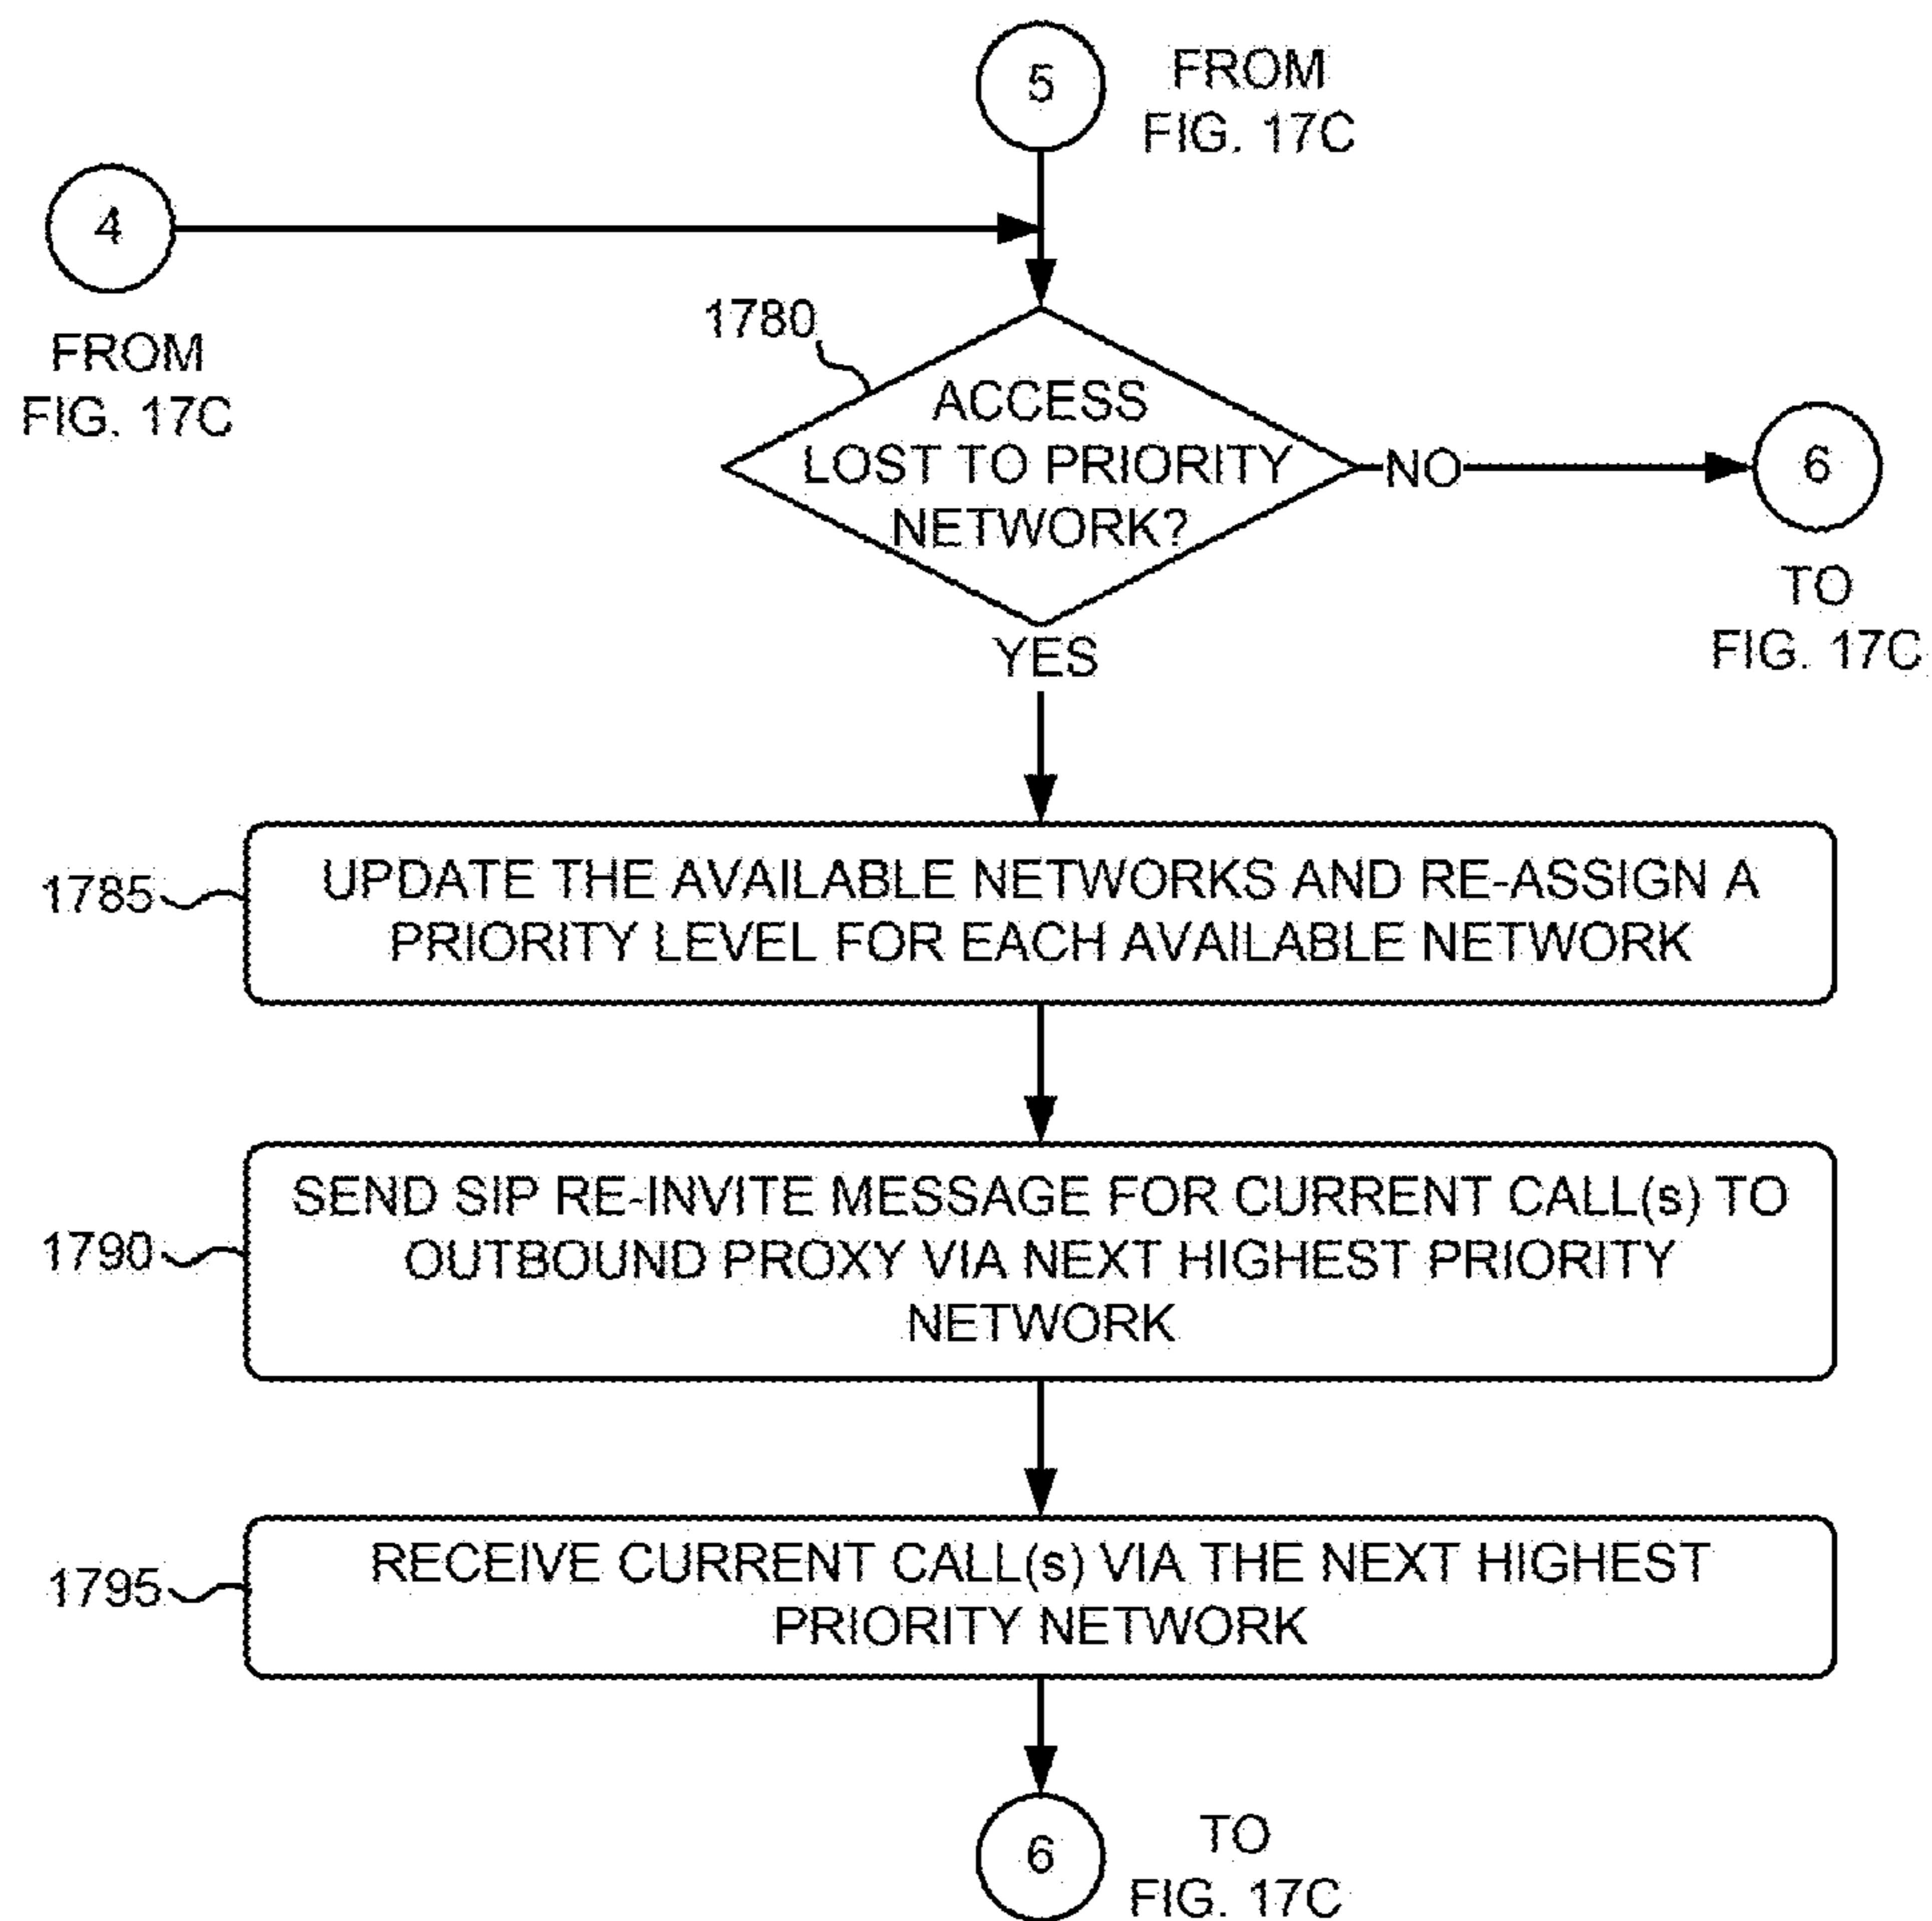 5
FROM
FIG. 17C
4
FROM
FIG. 17C
1780
ACCESS
LOST TO PRIORITY
NETWORK?
NO
6
TO
FIG. 17C
YES
1785
UPDATE THE AVAILABLE NETWORKS AND RE-ASSIGN A
PRIORITY LEVEL FOR EACH AVAILABLE NETWORK
1790
SEND SIP RE-INVITE MESSAGE FOR CURRENT CALL(s) TO
OUTBOUND PROXY VIA NEXT HIGHEST PRIORITY
NETWORK
1795
RECEIVE CURRENT CALL(s) VIA THE NEXT HIGHEST
PRIORITY NETWORK
6
TO
FIG. 17C